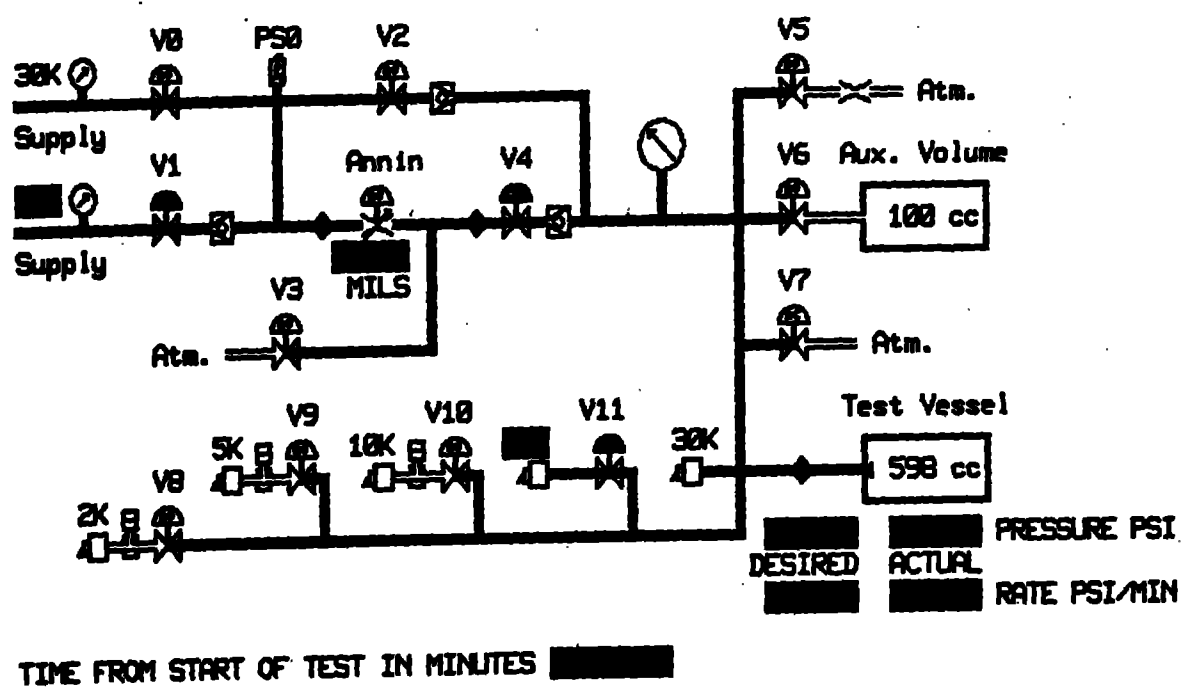 V0 PS0 V2 V5
30K Atm.
Supply
V1 Annin V4 V6 Aux. Volume
100 cc
Supply
MILS
V3 V7
Atm. Atm.
V9 V10 V11 Test Vessel
5K 10K 30K
598 cc
V8
2K
PRESSURE PSI
DESIRED ACTUAL
RATE PSI/MIN
TIME FROM START OF TEST IN MINUTES